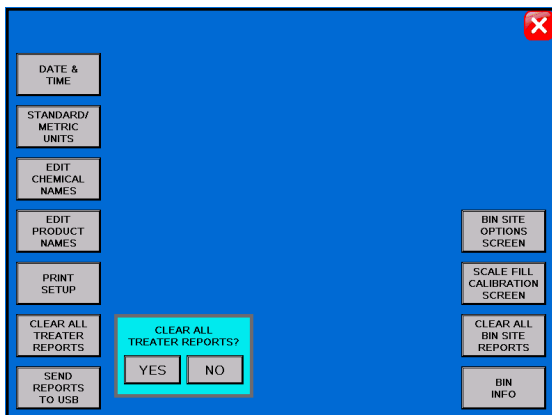 DATE &
TIME
STANDARD/
METRIC
UNITS
EDIT
CHEMICAL
NAMES
EDIT
PRODUCT
NAMES
PRINT
SETUP
CLEAR ALL
TREATER
REPORTS
SEND
REPORTS
TO USB
CLEAR ALL
TREATER REPORTS?
YES NO
BIN SITE
OPTIONS
SCREEN
SCALE FILL
CALIBRATION
SCREEN
CLEAR ALL
BIN SITE
REPORTS
BIN
INFO